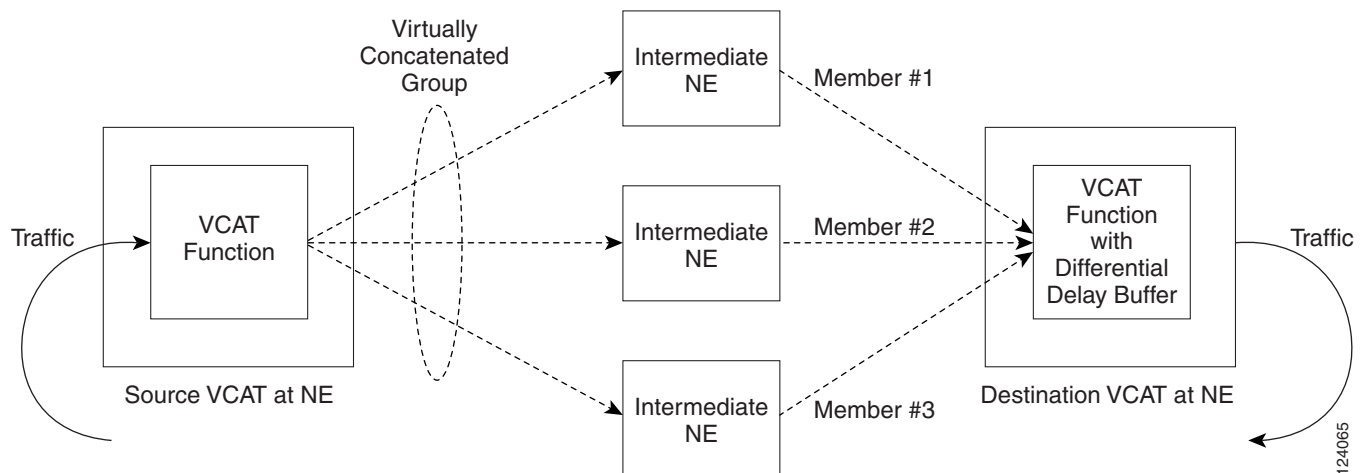 Virtually
Concatenated
Group
Intermediate
NE
Member #1
VCAT
Function
Traffic
Source VCAT at NE
Intermediate
NE
Member #2
VCAT
Function
with
Differential
Delay Buffer
Traffic
Destination VCAT at NE
Intermediate
NE
Member #3
124065